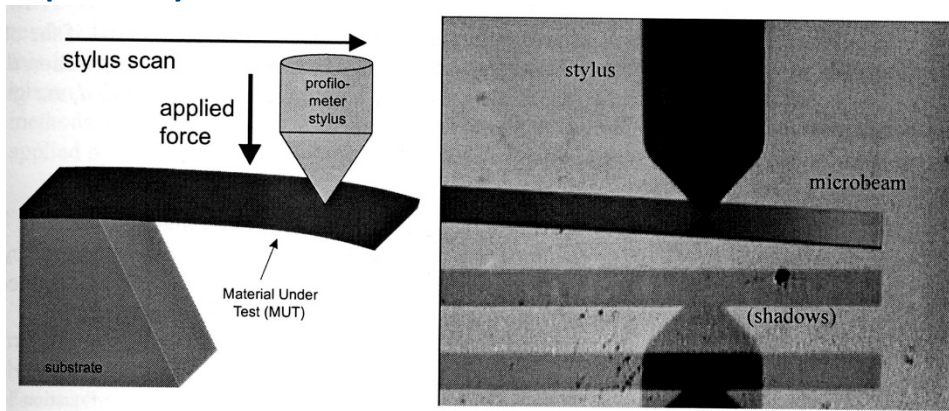 stylus scan
applied
force
profilo-
meter
stylus
Material Under
Test (MUT)
substrate
stylus
microbeam
(shadows)